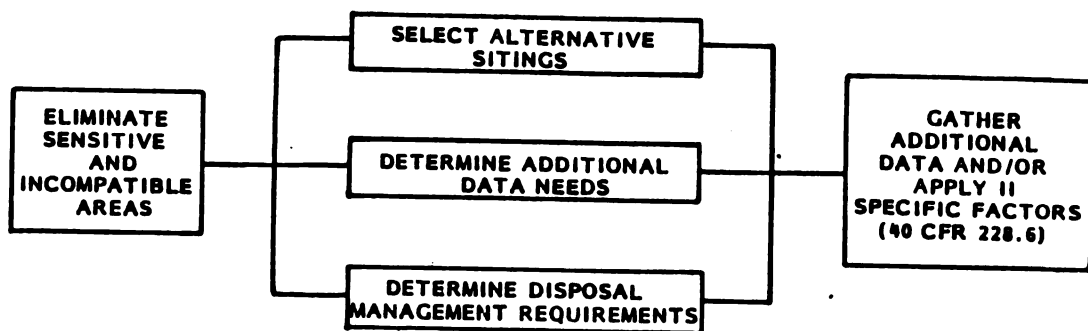 ELIMINATE
SENSITIVE
AND
INCOMPATIBLE
AREAS
SELECT ALTERNATIVE
SITINGS
DETERMINE ADDITIONAL
DATA NEEDS
DETERMINE DISPOSAL
MANAGEMENT REQUIREMENTS
GATHER
ADDITIONAL
DATA AND/OR
APPLY II
SPECIFIC FACTORS
(40 CFR 228.6)